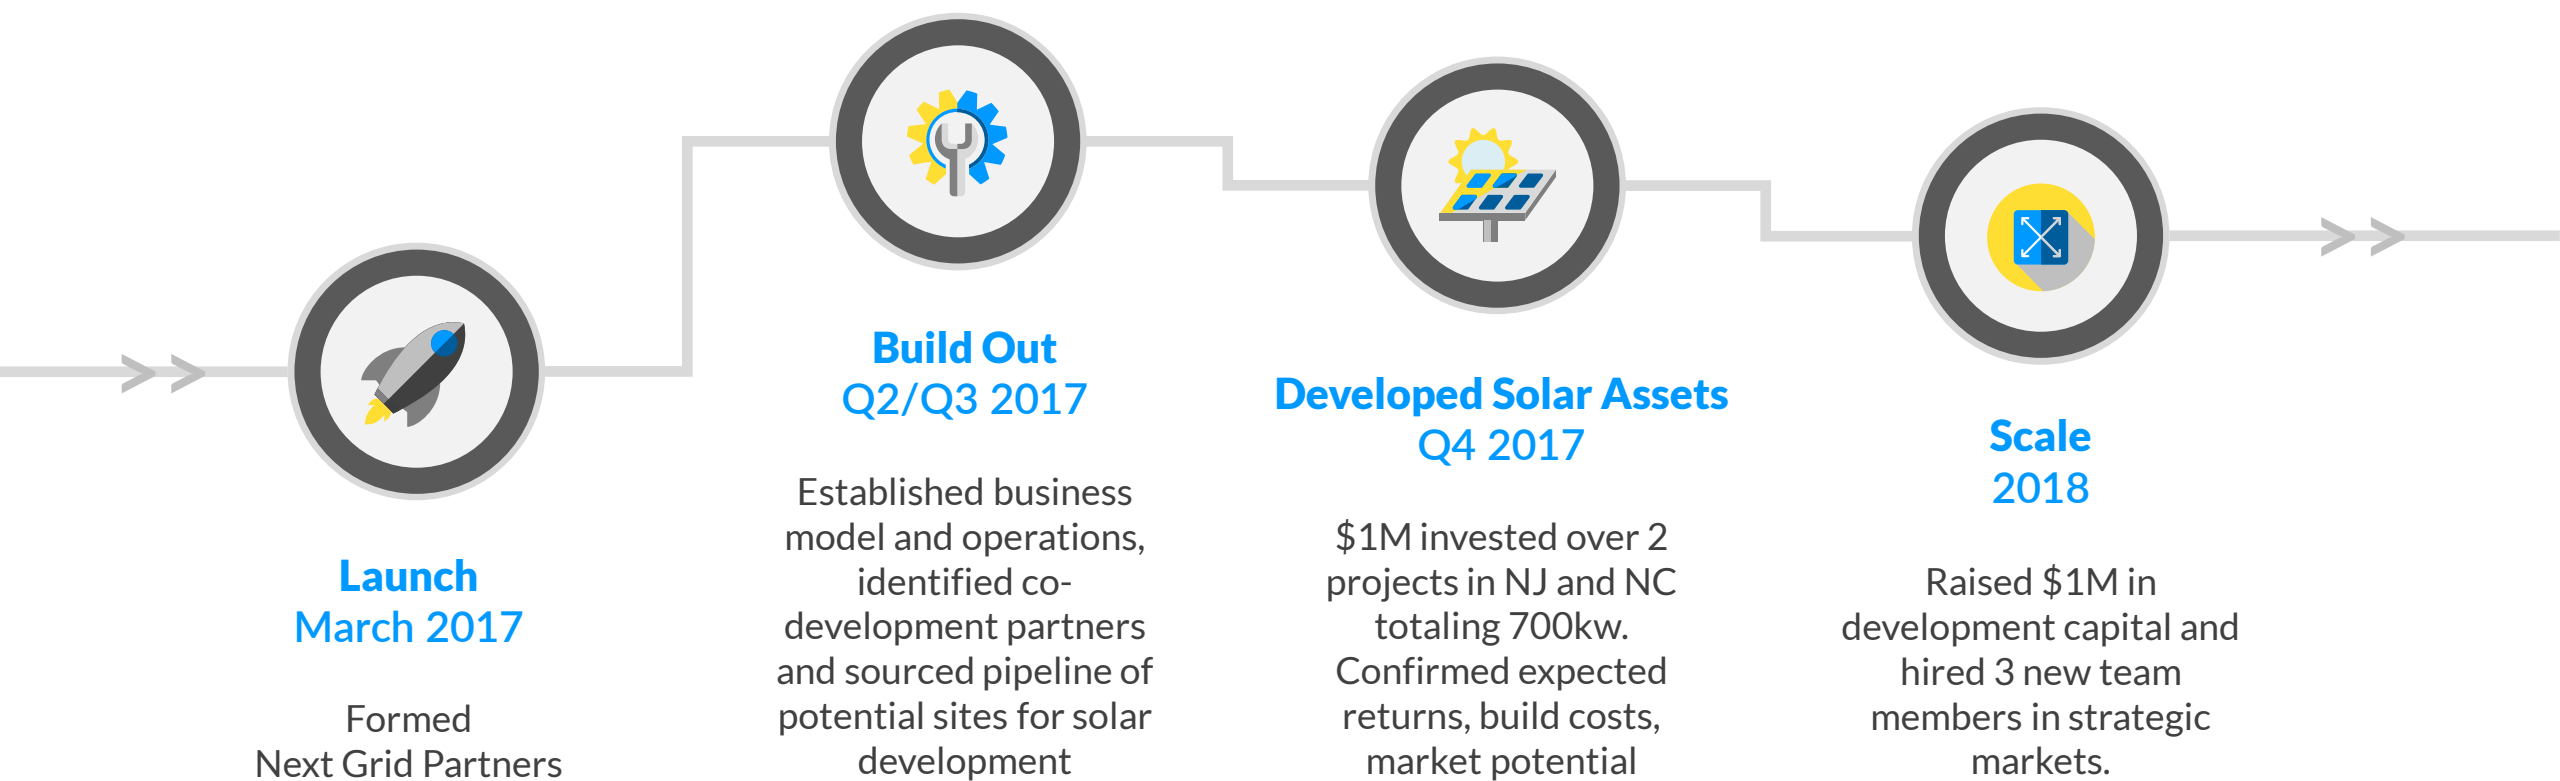 Launch
March 2017
Formed
Next Grid Partners
Build Out
Q2/Q3 2017
Established business
model and operations,
identified co-
development partners
and sourced pipeline of
potential sites for solar
development
Developed Solar Assets
Q4 2017
$1M invested over 2
projects in NJ and NC
totaling 700kw.
Confirmed expected
returns, build costs,
market potential
Scale
2018
Raised $1M in
development capital and
hired 3 new team
members in strategic
markets.